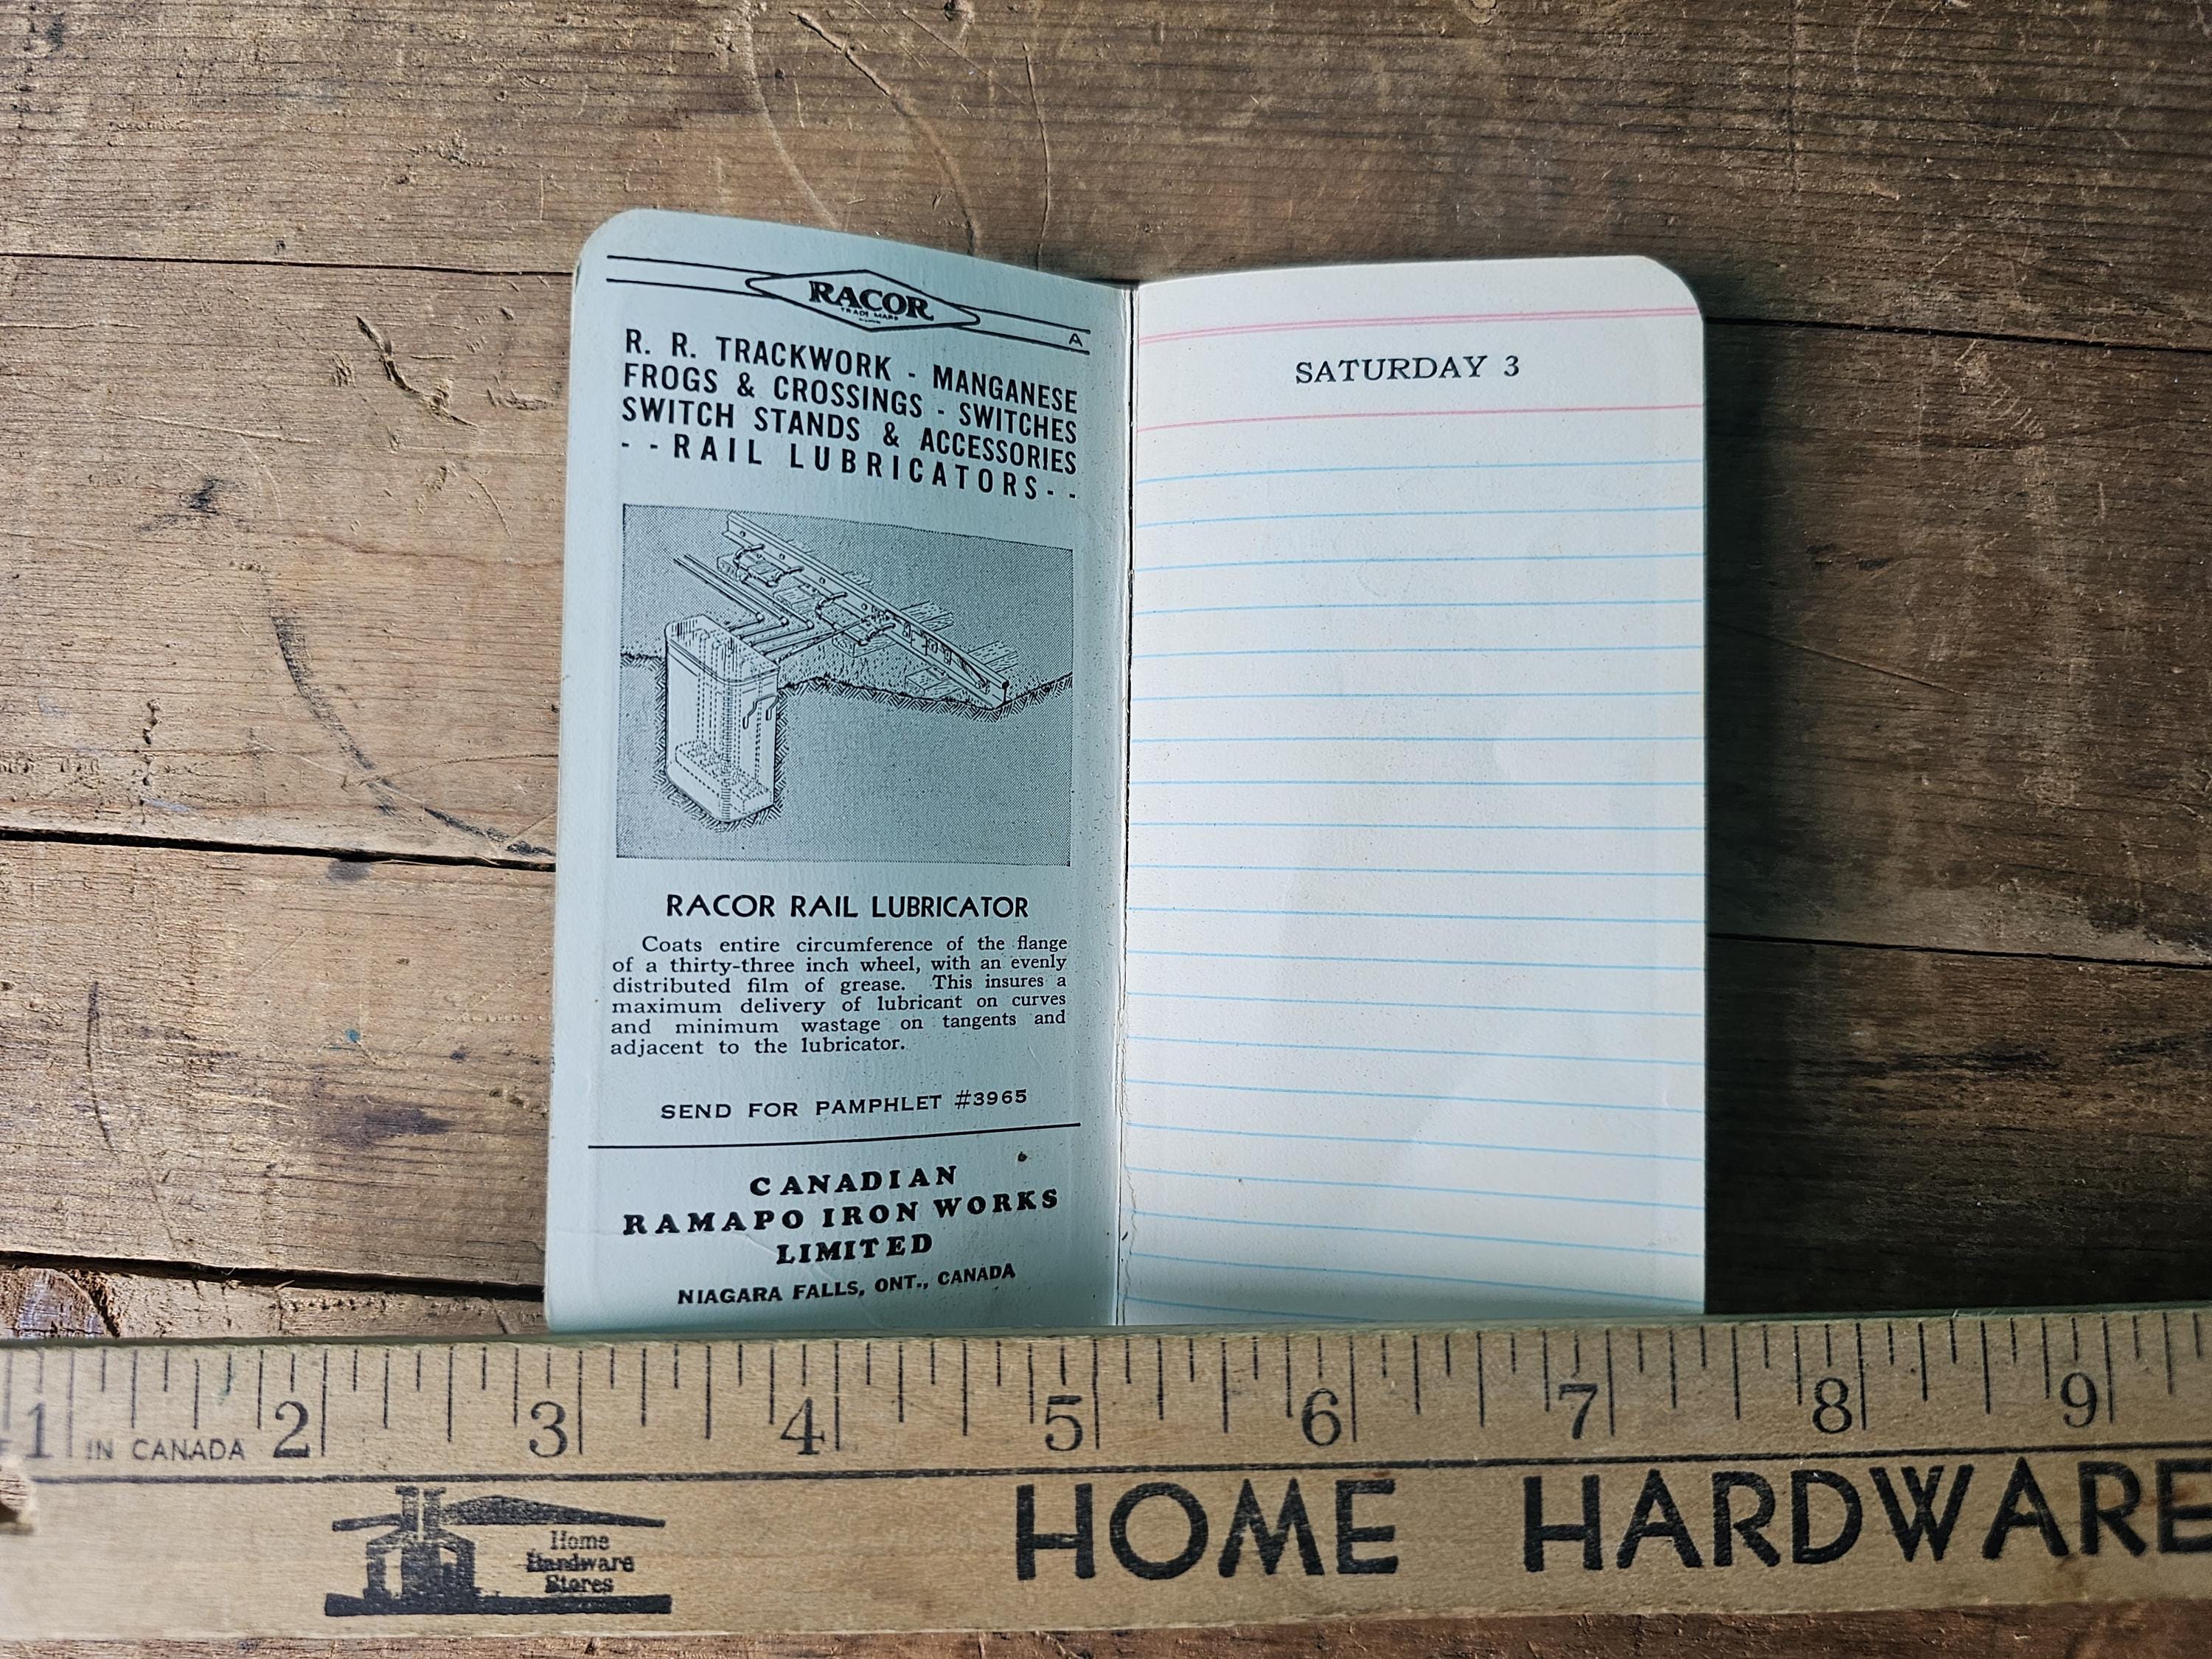 RACOR
TRADE MARK
A
R. R. TRACKWORK - MANGANESE
FROGS & CROSSINGS - SWITCHES
SWITCH STANDS & ACCESSORIES
- - RAIL LUBRICATORS - -
RACOR RAIL LUBRICATOR
Coats entire circumference of the flange
of a thirty-three inch wheel, with an evenly
distributed film of grease. This insures a
maximum delivery of lubricant on curves
and minimum wastage on tangents and
adjacent to the lubricator.
SEND FOR PAMPHLET #3965
CANADIAN
RAMAPO IRON WORKS
LIMITED
NIAGARA FALLS, ONT., CANADA
SATURDAY 3
1 2 3 4 5 6 7 8 9
IN CANADA
Home
Hardware
Stores
HOME HARDWARE